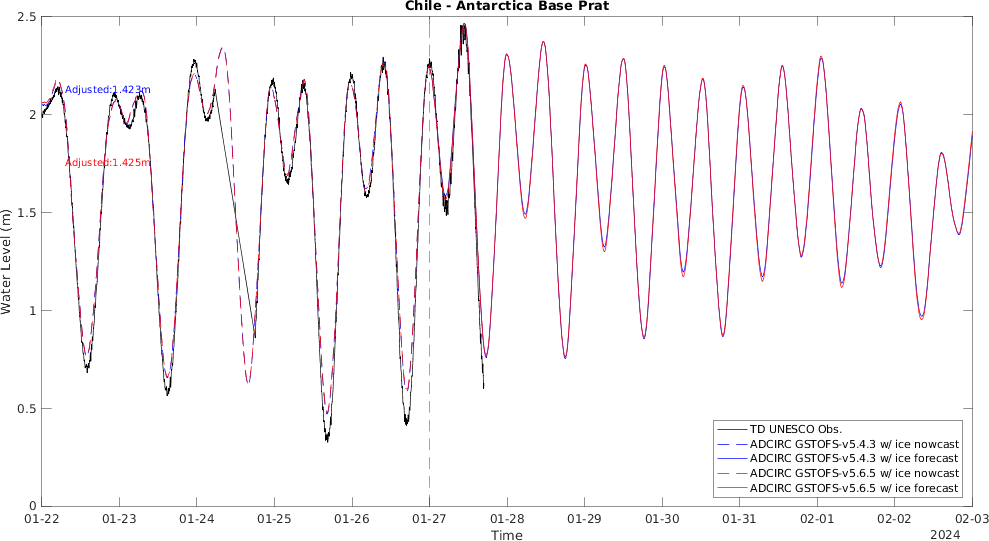 Chile - Antarctica Base Prat
Water Level (m)
2.5
2
1.5
1
0.5
0
Adjusted:1.423m
Adjusted:1.425m
TD UNESCO Obs.
ADCIRC GSTOFS-v5.4.3 w/ ice nowcast
ADCIRC GSTOFS-v5.4.3 w/ ice forecast
ADCIRC GSTOFS-v5.6.5 w/ ice nowcast
ADCIRC GSTOFS-v5.6.5 w/ ice forecast
01-22 01-23 01-24 01-25 01-26 01-27 01-28 01-29 01-30 01-31 02-01 02-02 02-03
Time
2024